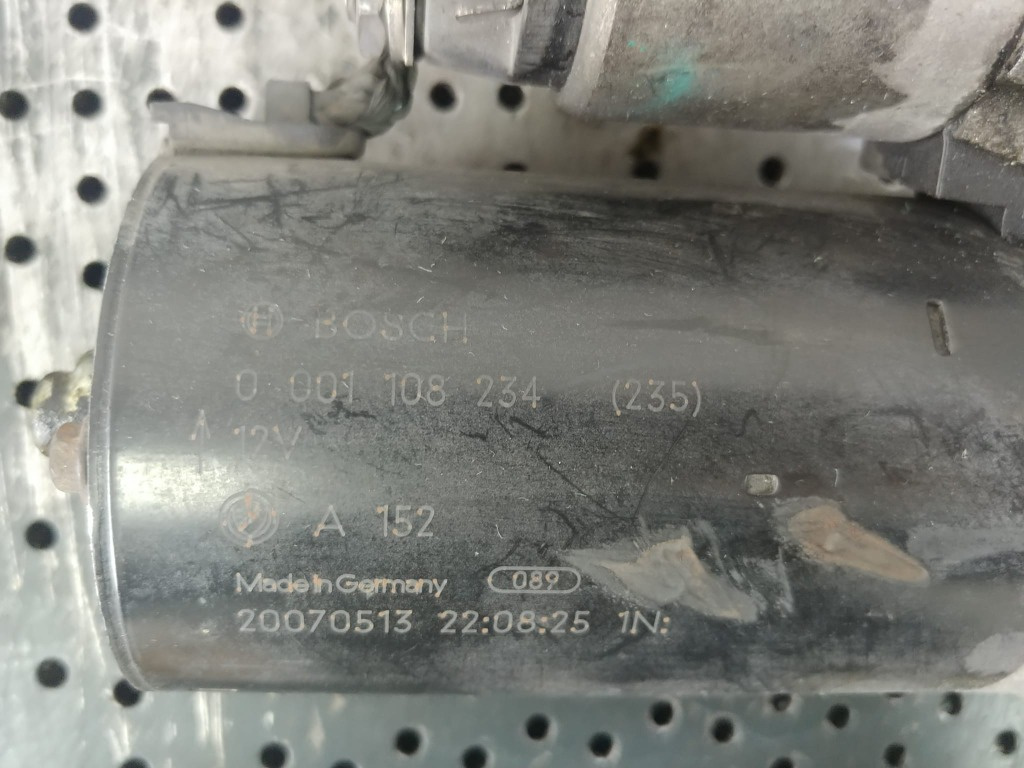 BOSCH
0 001 108 234 (235)
12V
A 152
Made in Germany 089
20070513 22:08:25 1N: